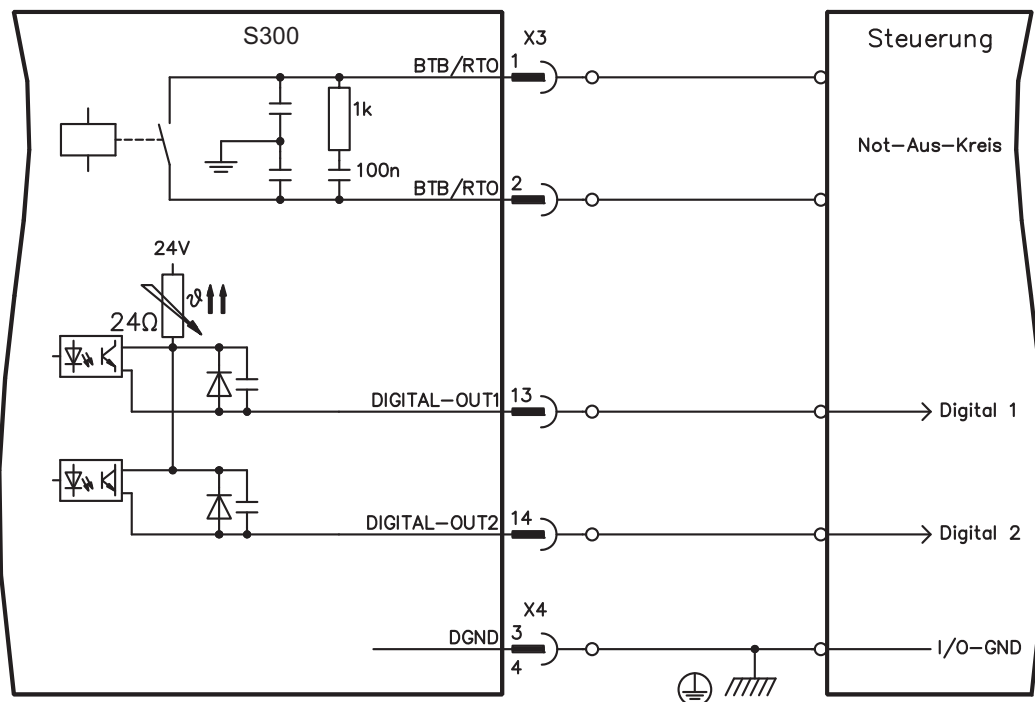 S300
X3
Steuerung
BTB/RTO
1
1k
Not-Aus-Kreis
100n
BTB/RTO
2
24V
ϑ
24Ω
DIGITAL-OUT1
13
Digital 1
DIGITAL-OUT2
14
Digital 2
X4
DGND
3
I/O-GND
4